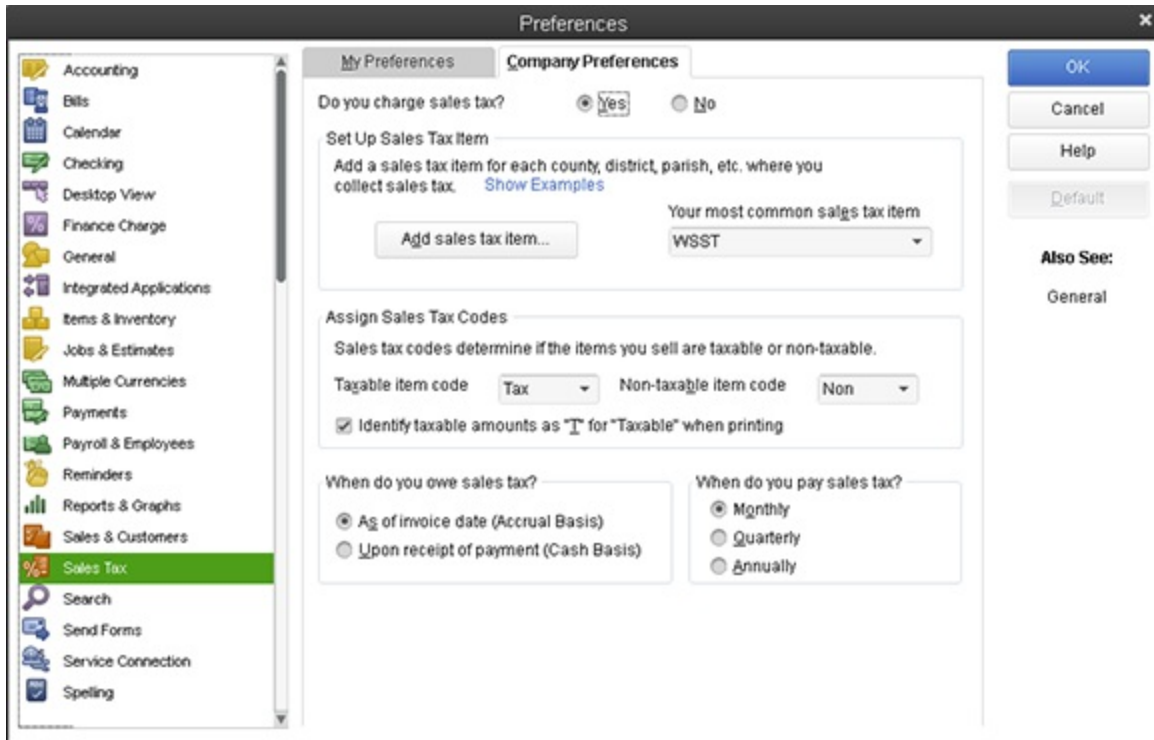 Preferences
Accounting
Bills
Calendar
Checking
Desktop View
Finance Charge
General
Integrated Applications
Items & Inventory
Jobs & Estimates
Multiple Currencies
Payments
Payroll & Employees
Reminders
Reports & Graphs
Sales & Customers
Sales Tax
Search
Send Forms
Service Connection
Spelling
My Preferences
Company Preferences
Do you charge sales tax? Yes No
Set Up Sales Tax Item
Add a sales tax item for each county, district, parish, etc. where you
collect sales tax. Show Examples
Your most common sales tax item
Add sales tax item...
WSST
Assign Sales Tax Codes
Sales tax codes determine if the items you sell are taxable or non-taxable.
Taxable item code Tax Non-taxable item code Non
Identify taxable amounts as "T" for "Taxable" when printing
When do you owe sales tax?
As of invoice date (Accrual Basis)
Upon receipt of payment (Cash Basis)
When do you pay sales tax?
Monthly
Quarterly
Annually
OK
Cancel
Help
Default
Also See:
General